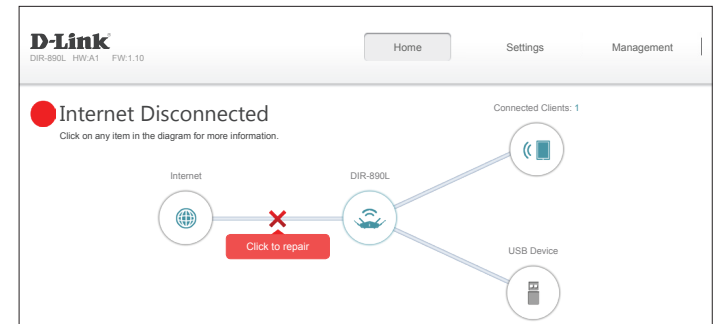 D-Link
DIR-890L HW:A1 FW:1.10
Home
Settings
Management
Internet Disconnected
Click on any item in the diagram for more information.
Connected Clients: 1
Internet
DIR-890L
Click to repair
USB Device